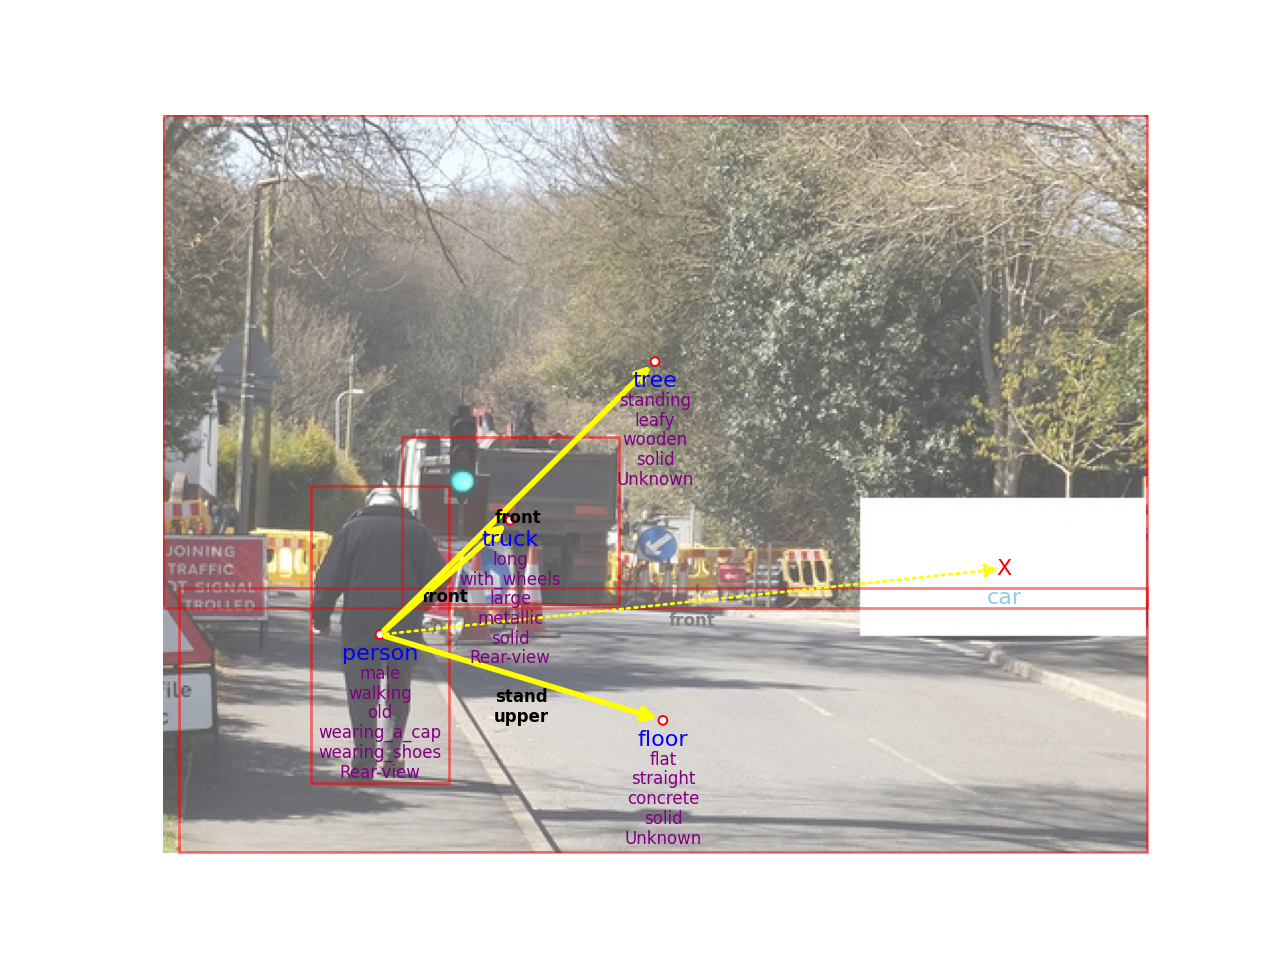 tree
standing
leafy
wooden
solid
Unknown
front
truck
long
with_wheels
large
metallic
solid
Rear-view
front
JOINING
TRAFFIC
OT SIGNAL
TROLLED
X
car
front
person
male
walking
old
wearing_a_cap
wearing_shoes
Rear-view
stand
upper
floor
flat
straight
concrete
solid
Unknown
ile